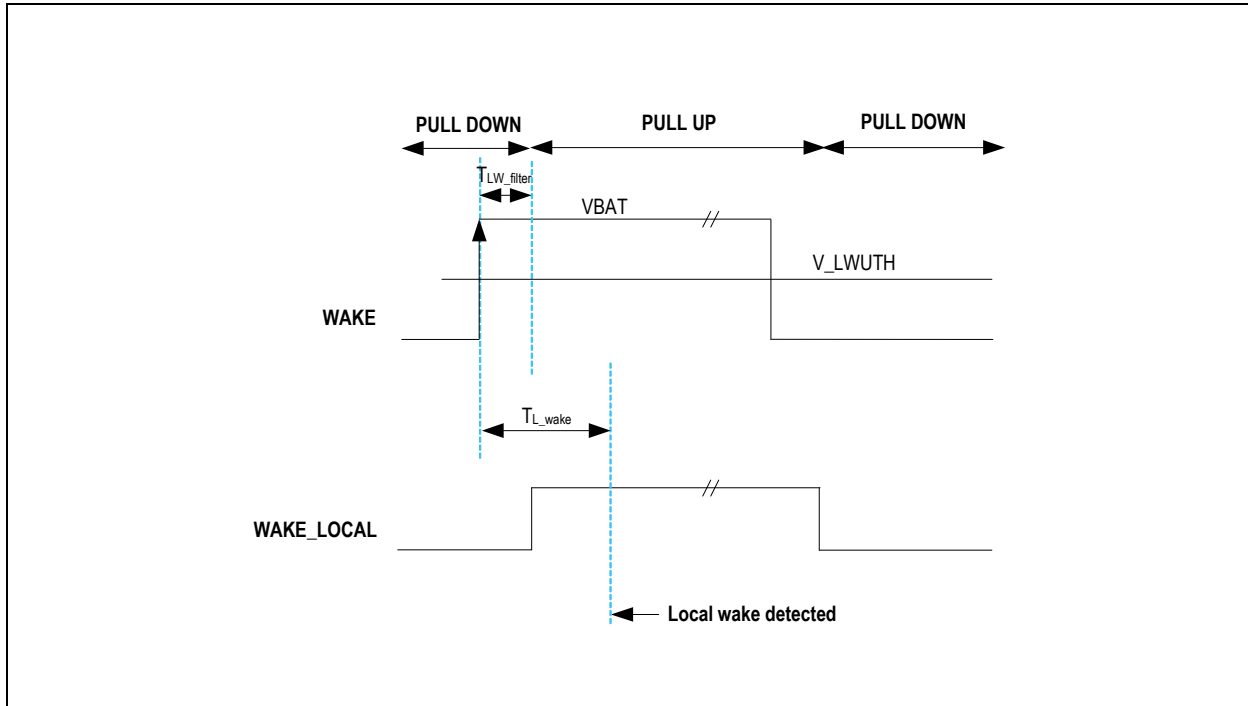 PULL DOWN PULL UP PULL DOWN
TLW_filter
VBAT
V_LWUTH
WAKE
TL_wake
WAKE_LOCAL
Local wake detected